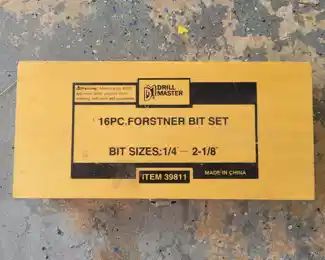 DRILL
MASTER
16PC.FORSTNER BIT SET
BIT SIZES:1/4"— 2-1/8"
ITEM 39811
MADE IN CHINA